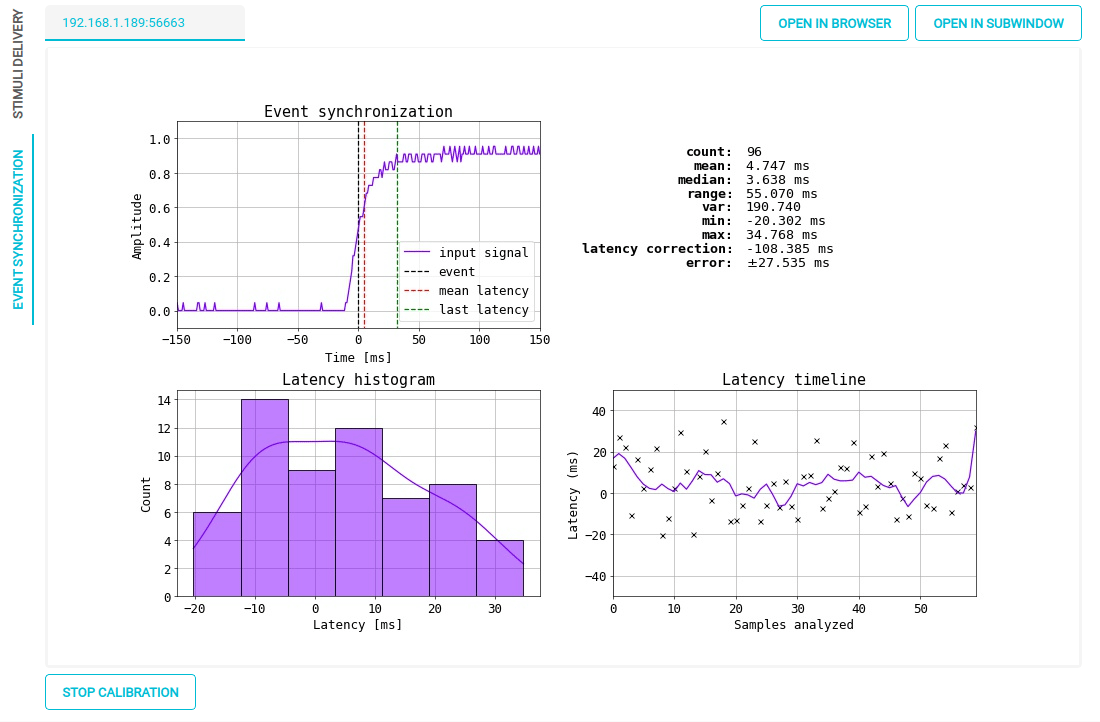 STIMULI DELIVERY
EVENT SYNCHRONIZATION
192.168.1.189:56663
OPEN IN BROWSER
OPEN IN SUBWINDOW
Event synchronization
Amplitude
1.0
0.8
0.6
0.4
0.2
0.0
input signal
event
mean latency
last latency
−150 −100 −50 0 50 100 150
Time [ms]
count: 96
mean: 4.747 ms
median: 3.638 ms
range: 55.070 ms
var: 190.740
min: -20.302 ms
max: 34.768 ms
latency correction: -108.385 ms
error: ±27.535 ms
Latency histogram
Count
14
12
10
8
6
4
2
0
−20 −10 0 10 20 30
Latency [ms]
Latency timeline
Latency (ms)
40
20
0
−20
−40
0 10 20 30 40 50
Samples analyzed
STOP CALIBRATION